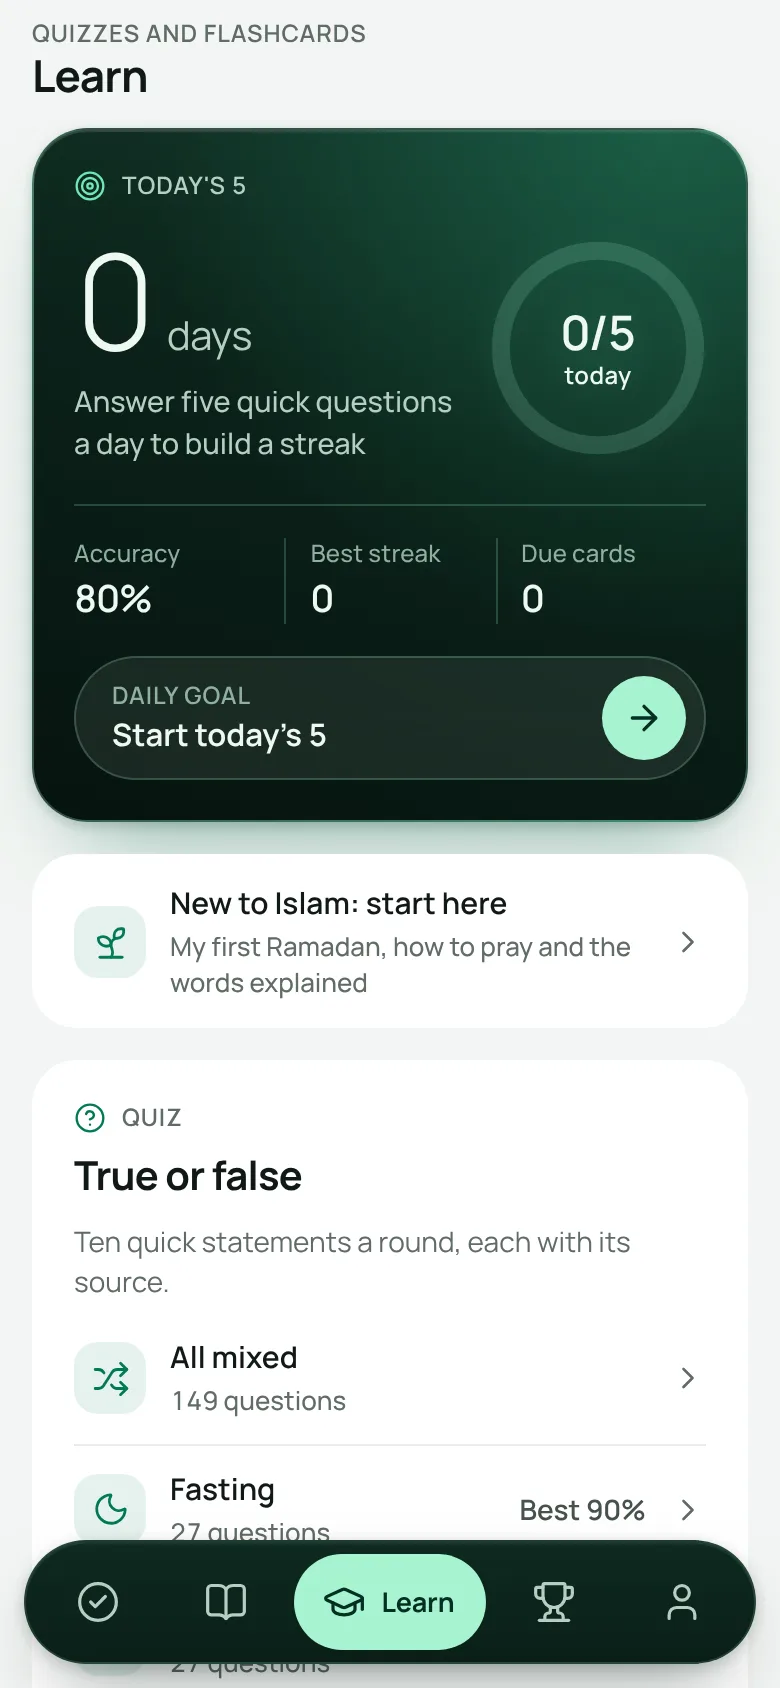 QUIZZES AND FLASHCARDS
Learn
TODAY'S 5
0 days
0/5
today
Answer five quick questions
a day to build a streak
Accuracy
80%
Best streak
0
Due cards
0
DAILY GOAL
Start today’s 5
New to Islam: start here
My first Ramadan, how to pray and the
words explained
QUIZ
True or false
Ten quick statements a round, each with its
source.
All mixed
149 questions
Fasting
27 questions
Best 90%
Learn
27 questions